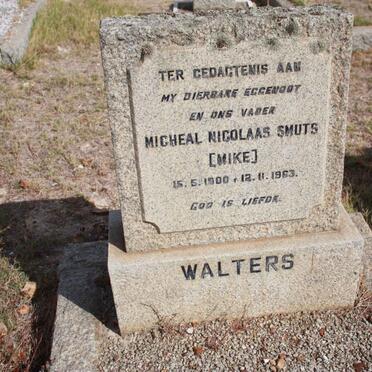 TER GEDAGTENIS AAN
MY DIERBARE EGGENOOT
EN ONS VADER
MICHEAL NICOLAAS SMUTS
[MIKE]
15. 5. 1900 + 12. 11. 1963.
GOD IS LIEFDE.
WALTERS